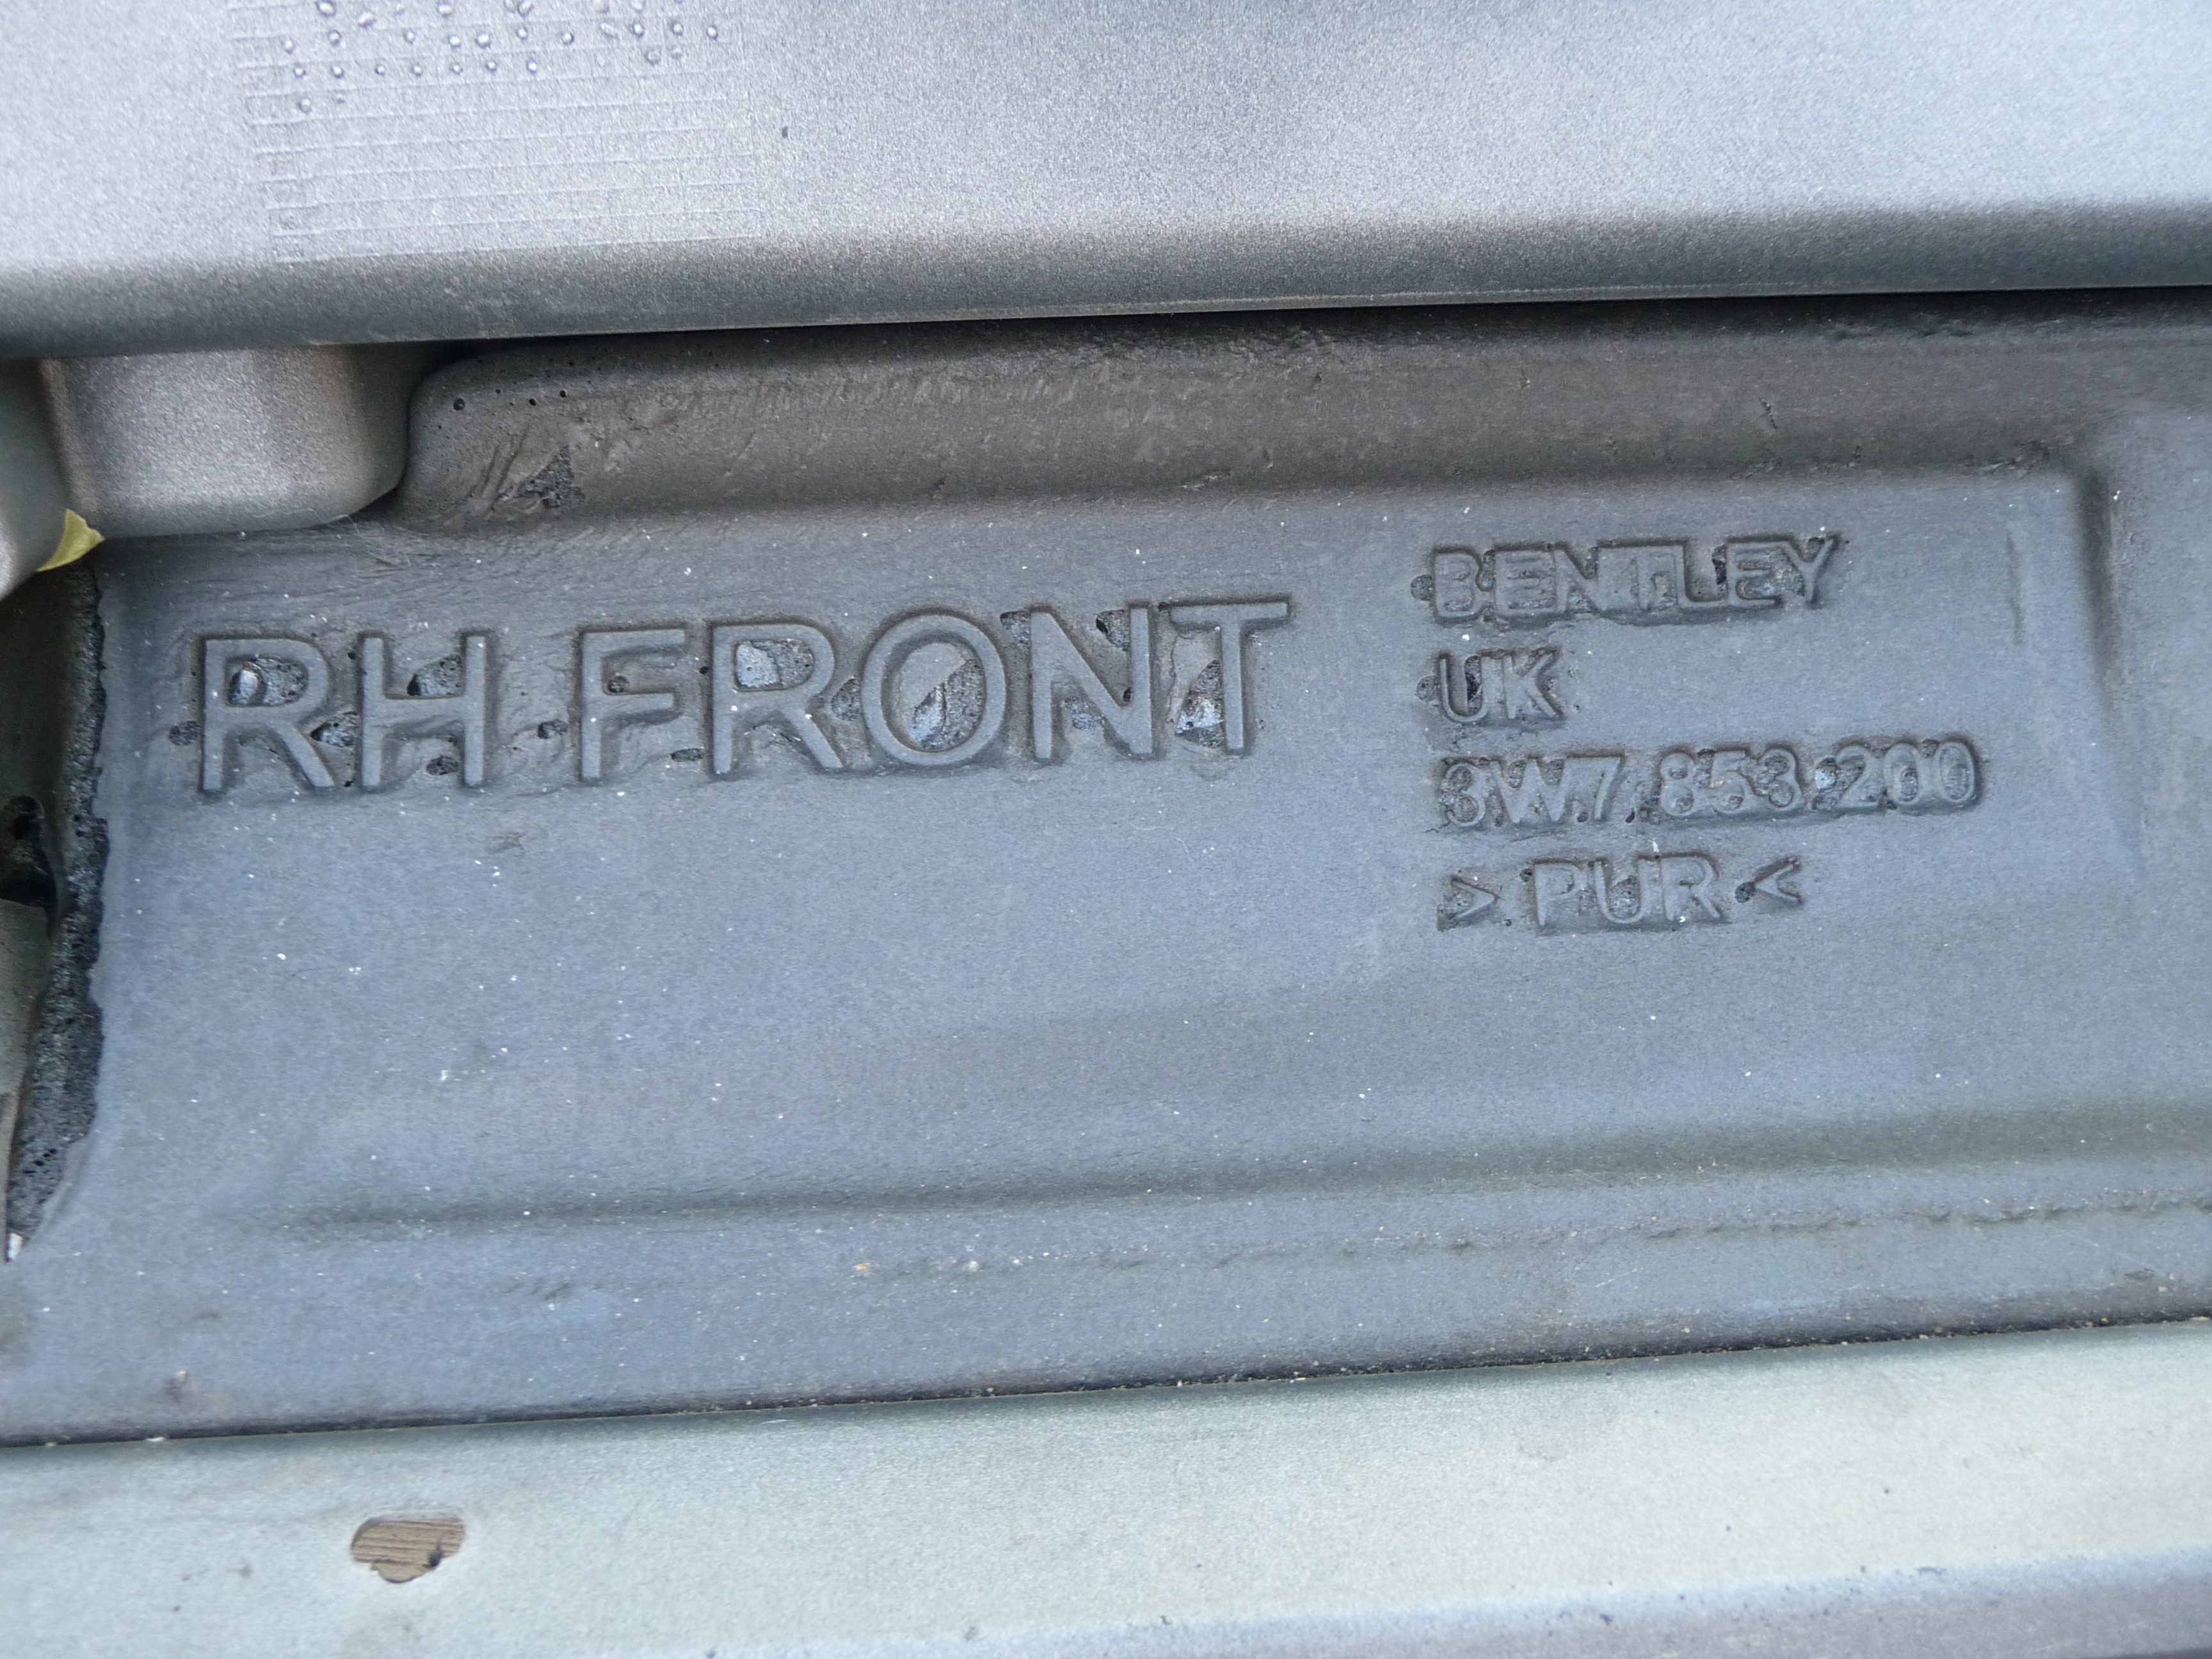 RH FRONT
BENTLEY
UK
3W7.853.200
> PUR <